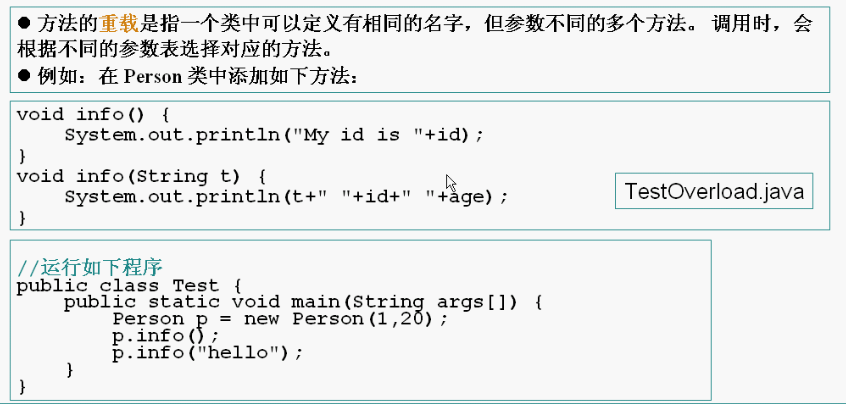 ● 方法的重载是指一个类中可以定义有相同的名字，但参数不同的多个方法。 调用时，会
根据不同的参数表选择对应的方法。
● 例如：在 Person 类中添加如下方法：
void info() {
    System.out.println("My id is "+id);
}
void info(String t) {
    System.out.println(t+" "+id+" "+age);
}
TestOverload.java
//运行如下程序
public class Test {
    public static void main(String args[]) {
        Person p = new Person(1,20);
        p.info();
        p.info("hello");
    }
}